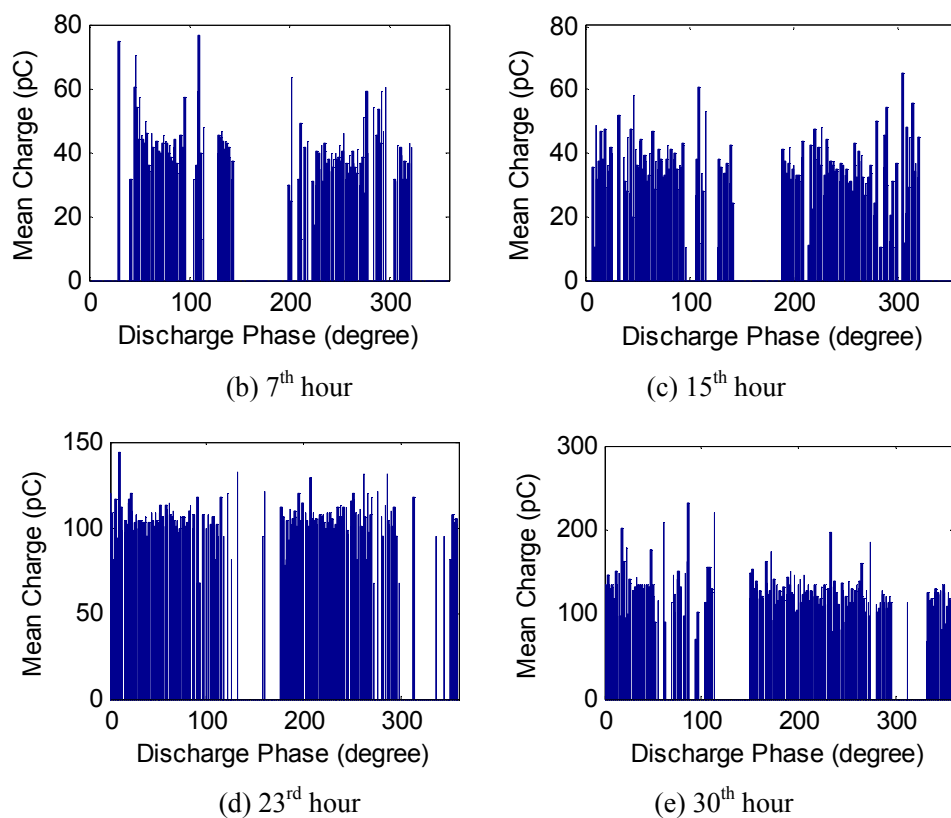 80
60
40
20
0
Mean Charge (pC)
0 100 200 300
Discharge Phase (degree)
(b) 7th hour
80
60
40
20
0
Mean Charge (pC)
0 100 200 300
Discharge Phase (degree)
(c) 15th hour
150
100
50
0
Mean Charge (pC)
0 100 200 300
Discharge Phase (degree)
(d) 23rd hour
300
200
100
0
Mean Charge (pC)
0 100 200 300
Discharge Phase (degree)
(e) 30th hour